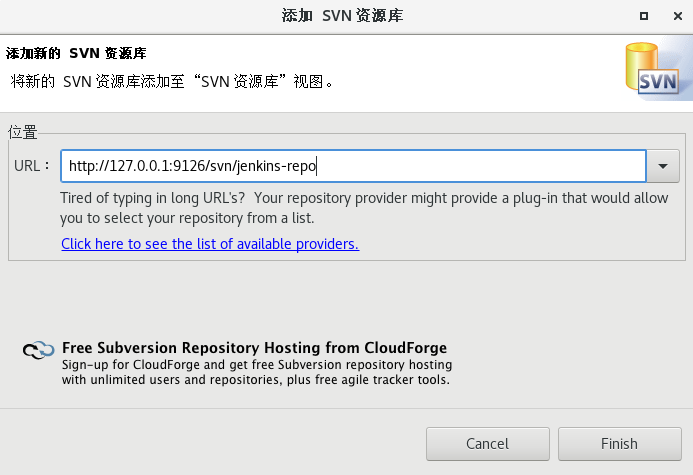 添加 SVN 资源库
添加新的 SVN 资源库
将新的 SVN 资源库添加至“SVN 资源库”视图。
SVN
位置
URL： http://127.0.0.1:9126/svn/jenkins-repo
Tired of typing in long URL's?  Your repository provider might provide a plug-in that would allow
you to select your repository from a list.
Click here to see the list of available providers.
Free Subversion Repository Hosting from CloudForge
Sign-up for CloudForge and get free Subversion repository hosting
with unlimited users and repositories, plus free agile tracker tools.
Cancel Finish